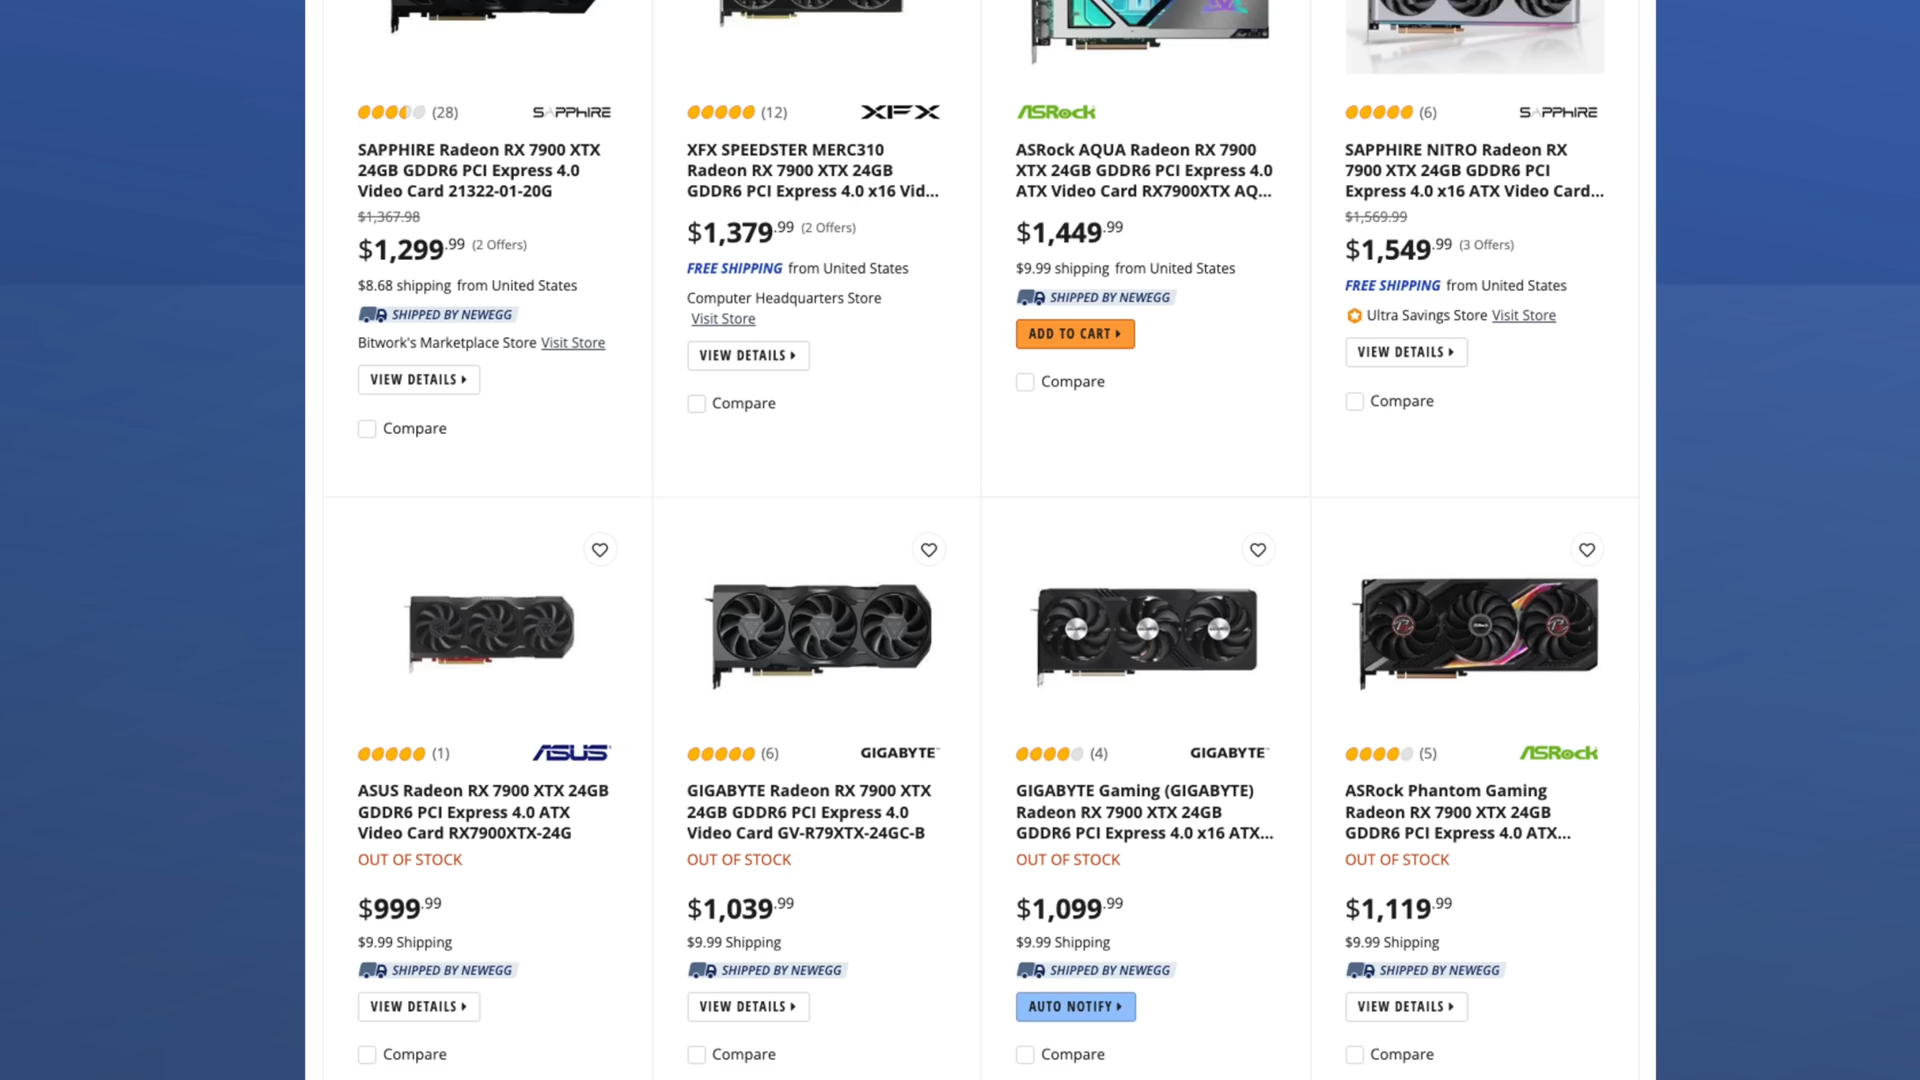 (28) SAPPHIRE
SAPPHIRE Radeon RX 7900 XTX
24GB GDDR6 PCI Express 4.0
Video Card 21322-01-20G
$1,367.98
$1,299.99 (2 Offers)
$8.68 shipping from United States
SHIPPED BY NEWEGG
Bitwork's Marketplace Store Visit Store
VIEW DETAILS
Compare
(12) XFX
XFX SPEEDSTER MERC310
Radeon RX 7900 XTX 24GB
GDDR6 PCI Express 4.0 x16 Vid...
$1,379.99 (2 Offers)
FREE SHIPPING from United States
Computer Headquarters Store
Visit Store
VIEW DETAILS
Compare
ASRock
ASRock AQUA Radeon RX 7900
XTX 24GB GDDR6 PCI Express 4.0
ATX Video Card RX7900XTX AQ...
$1,449.99
$9.99 shipping from United States
SHIPPED BY NEWEGG
ADD TO CART
Compare
(6) SAPPHIRE
SAPPHIRE NITRO Radeon RX
7900 XTX 24GB GDDR6 PCI
Express 4.0 x16 ATX Video Card...
$1,569.99
$1,549.99 (3 Offers)
FREE SHIPPING from United States
Ultra Savings Store Visit Store
VIEW DETAILS
Compare
(1) ASUS
ASUS Radeon RX 7900 XTX 24GB
GDDR6 PCI Express 4.0 ATX
Video Card RX7900XTX-24G
OUT OF STOCK
$999.99
$9.99 Shipping
SHIPPED BY NEWEGG
VIEW DETAILS
Compare
(6) GIGABYTE
GIGABYTE Radeon RX 7900 XTX
24GB GDDR6 PCI Express 4.0
Video Card GV-R79XTX-24GC-B
OUT OF STOCK
$1,039.99
$9.99 Shipping
SHIPPED BY NEWEGG
VIEW DETAILS
Compare
(4) GIGABYTE
GIGABYTE Gaming (GIGABYTE)
Radeon RX 7900 XTX 24GB
GDDR6 PCI Express 4.0 x16 ATX...
OUT OF STOCK
$1,099.99
$9.99 Shipping
SHIPPED BY NEWEGG
AUTO NOTIFY
Compare
(5) ASRock
ASRock Phantom Gaming
Radeon RX 7900 XTX 24GB
GDDR6 PCI Express 4.0 ATX...
OUT OF STOCK
$1,119.99
$9.99 Shipping
SHIPPED BY NEWEGG
VIEW DETAILS
Compare